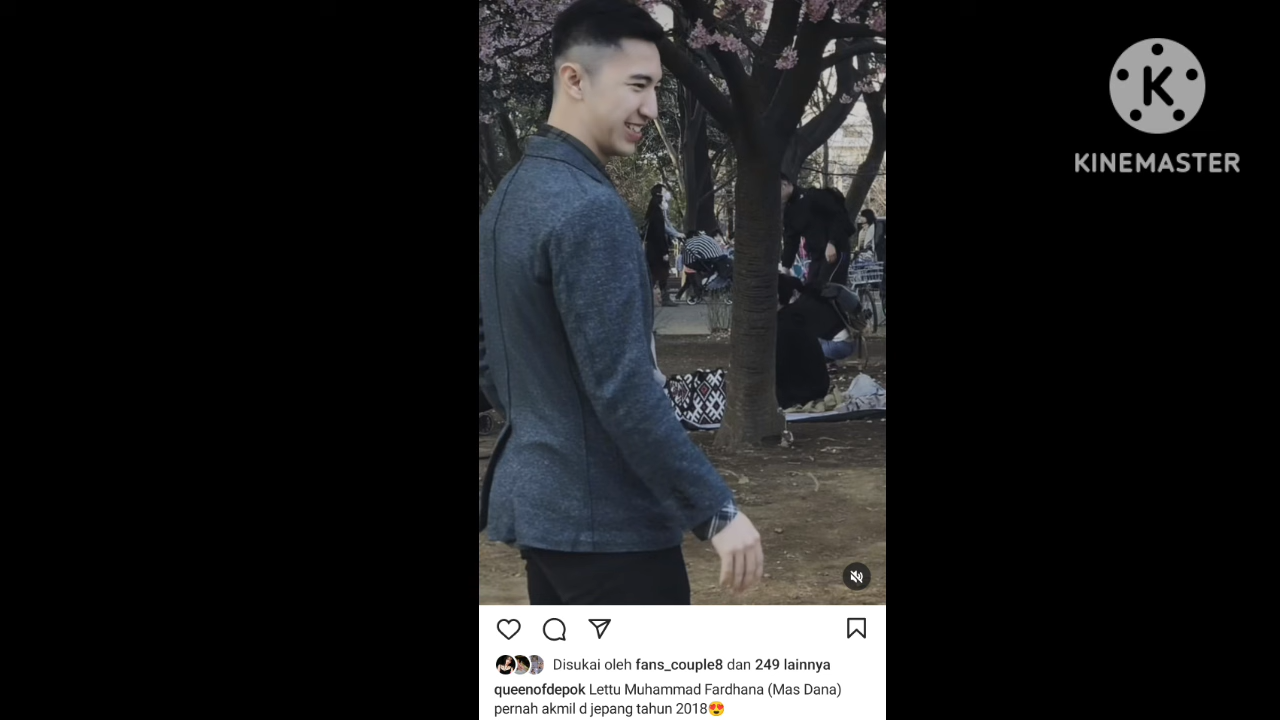 K
KINEMASTER
Disukai oleh fans_couple8 dan 249 lainnya
queenofdepok Lettu Muhammad Fardhana (Mas Dana)
pernah akmil d jepang tahun 2018😍